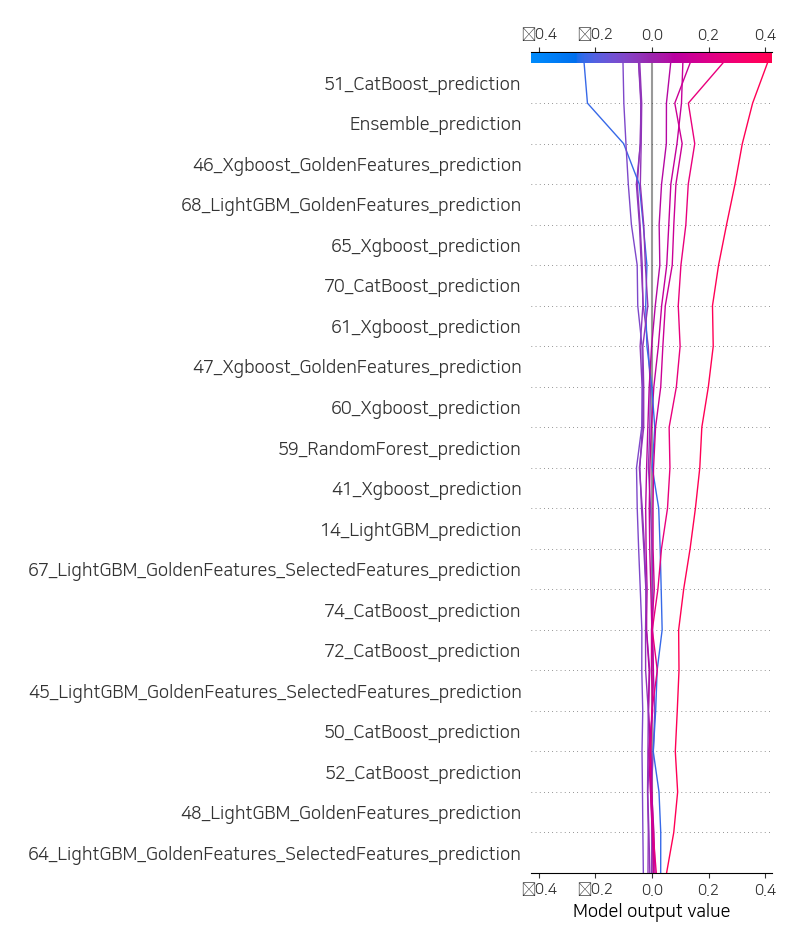 ▯0.4 ▯0.2 0.0 0.2 0.4
51_CatBoost_prediction
Ensemble_prediction
46_Xgboost_GoldenFeatures_prediction
68_LightGBM_GoldenFeatures_prediction
65_Xgboost_prediction
70_CatBoost_prediction
61_Xgboost_prediction
47_Xgboost_GoldenFeatures_prediction
60_Xgboost_prediction
59_RandomForest_prediction
41_Xgboost_prediction
14_LightGBM_prediction
67_LightGBM_GoldenFeatures_SelectedFeatures_prediction
74_CatBoost_prediction
72_CatBoost_prediction
45_LightGBM_GoldenFeatures_SelectedFeatures_prediction
50_CatBoost_prediction
52_CatBoost_prediction
48_LightGBM_GoldenFeatures_prediction
64_LightGBM_GoldenFeatures_SelectedFeatures_prediction
▯0.4 ▯0.2 0.0 0.2 0.4
Model output value